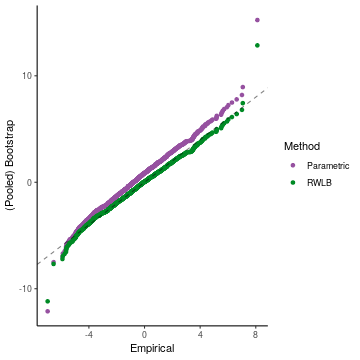 (Pooled) Bootstrap
10
0
-10
-4
0
4
8
Empirical
Method
Parametric
RWLB